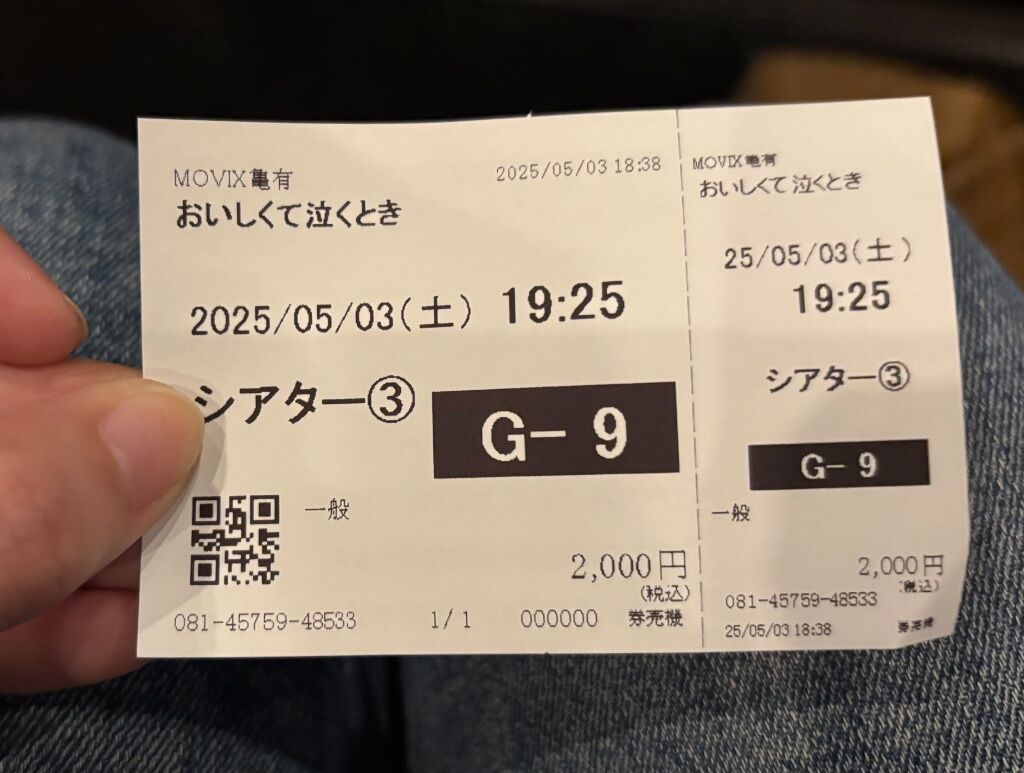 MOVIX亀有
2025/05/03 18:38
おいしくて泣くとき
2025/05/03(土) 19:25
シアター③
G- 9
一般
2,000円
(税込)
081-45759-48533 1/1 000000 券売機
MOVIX亀有
おいしくて泣くとき
25/05/03(土)
19:25
シアター③
G- 9
一般
2,000円
(税込)
081-45759-48533
25/05/03 18:38 券売機